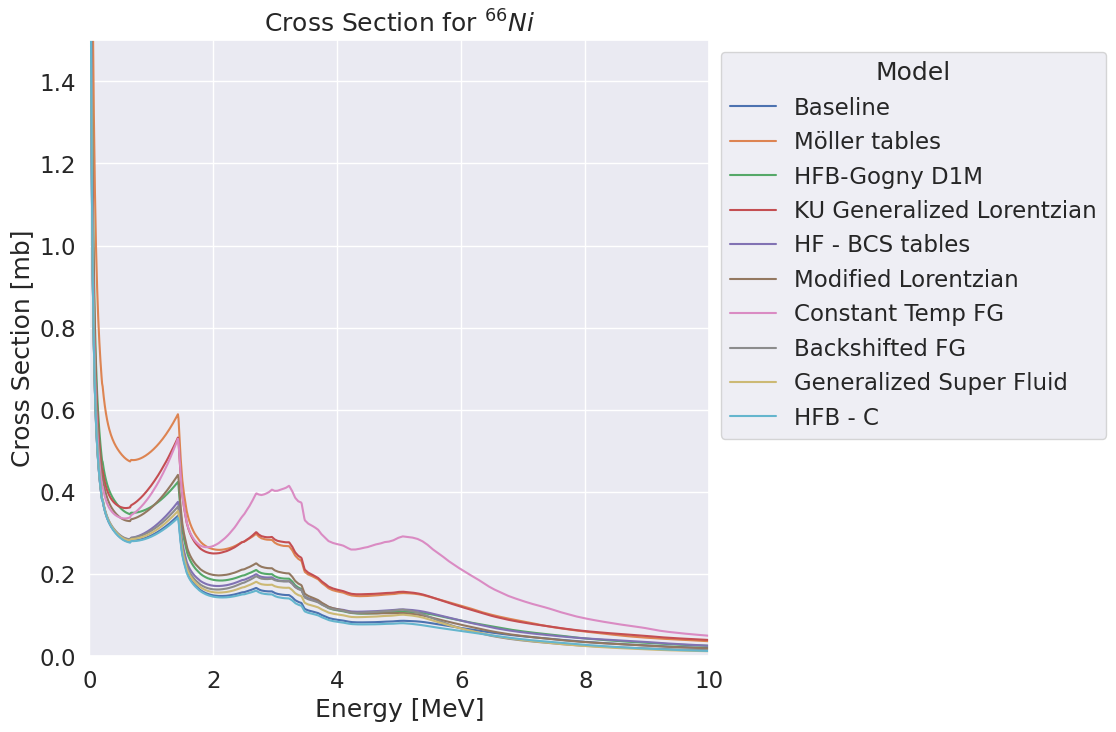 Cross Section for ⁶⁶Ni
Cross Section [mb]
1.4
1.2
1.0
0.8
0.6
0.4
0.2
0.0
0 2 4 6 8 10
Energy [MeV]
Model
Baseline
Möller tables
HFB-Gogny D1M
KU Generalized Lorentzian
HF - BCS tables
Modified Lorentzian
Constant Temp FG
Backshifted FG
Generalized Super Fluid
HFB - C